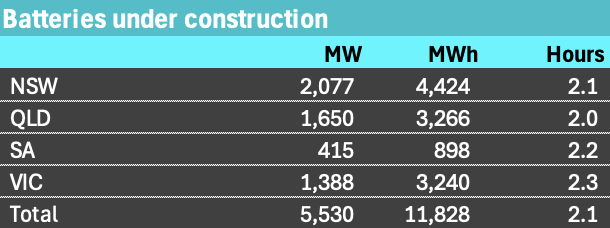 Batteries under construction
MW MWh Hours
NSW 2,077 4,424 2.1
QLD 1,650 3,266 2.0
SA 415 898 2.2
VIC 1,388 3,240 2.3
Total 5,530 11,828 2.1